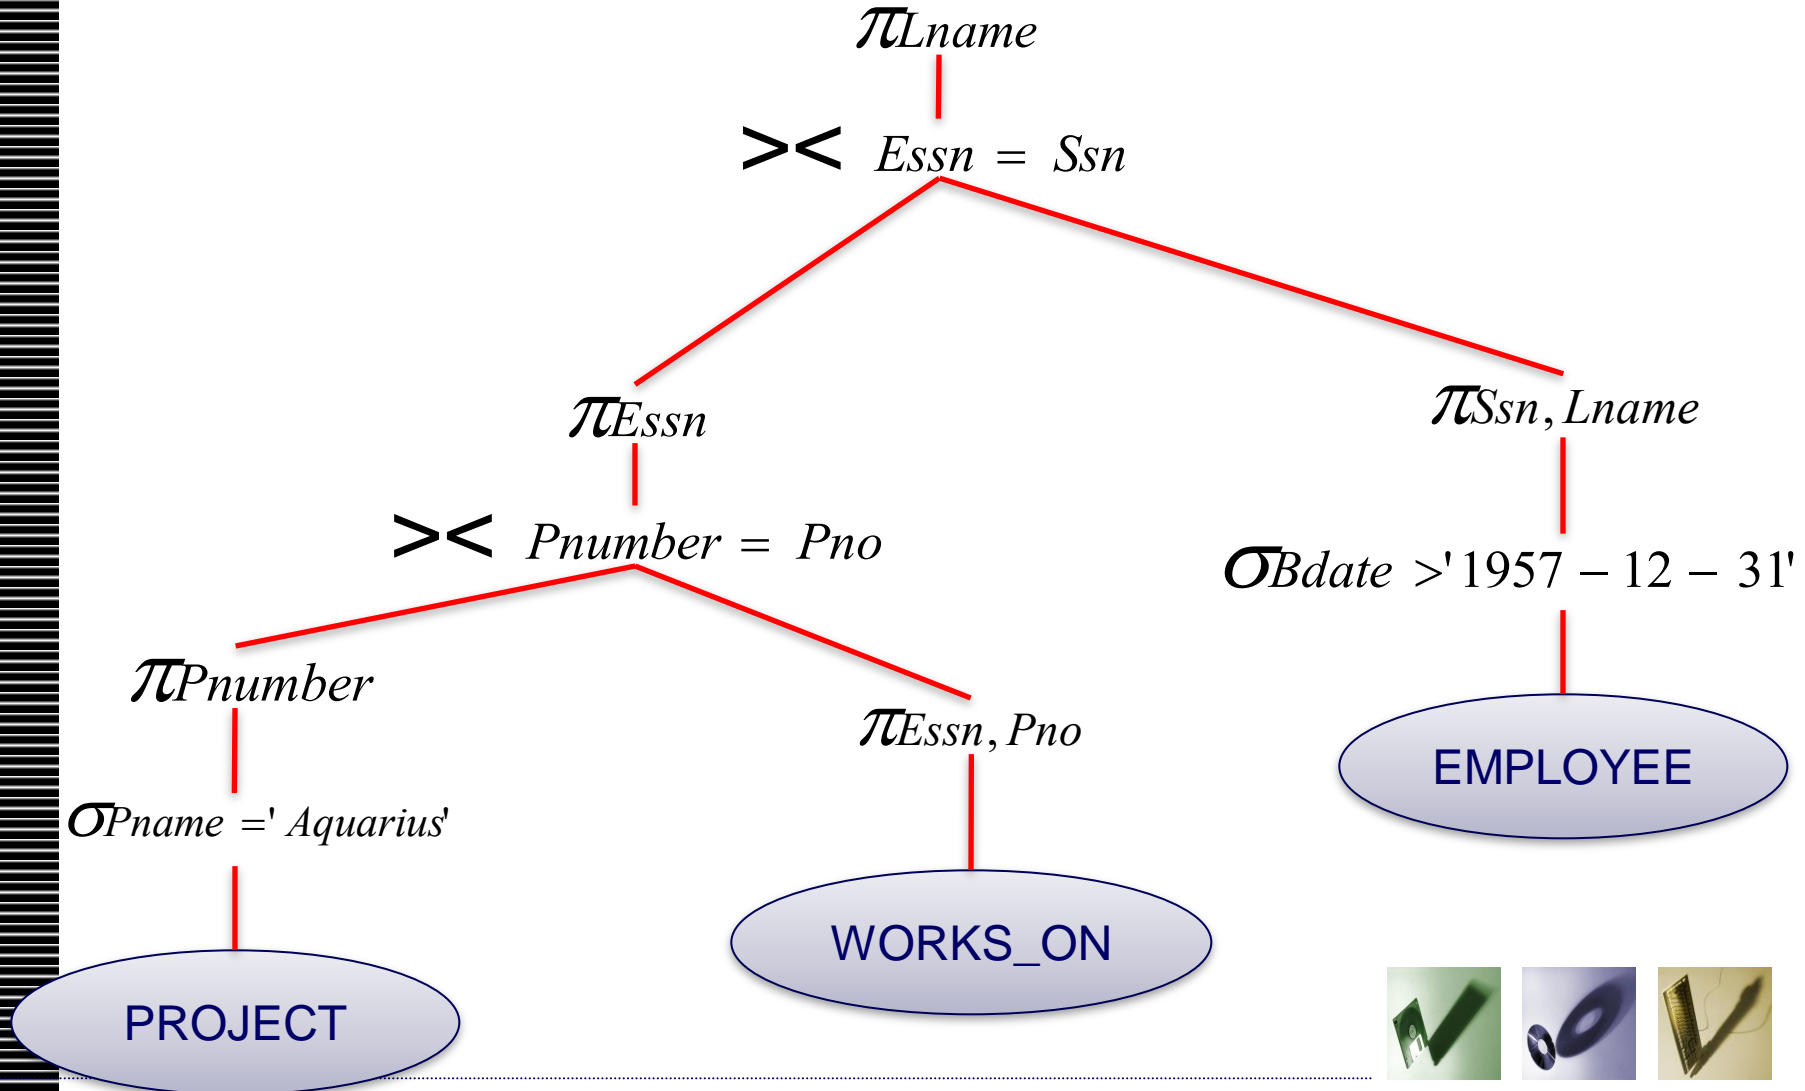 πLname
>< Essn = Ssn
πEssn
πSsn, Lname
>< Pnumber = Pno
σBdate >'1957 – 12 – 31'
πPnumber
πEssn, Pno
σPname =' Aquarius'
EMPLOYEE
WORKS_ON
PROJECT